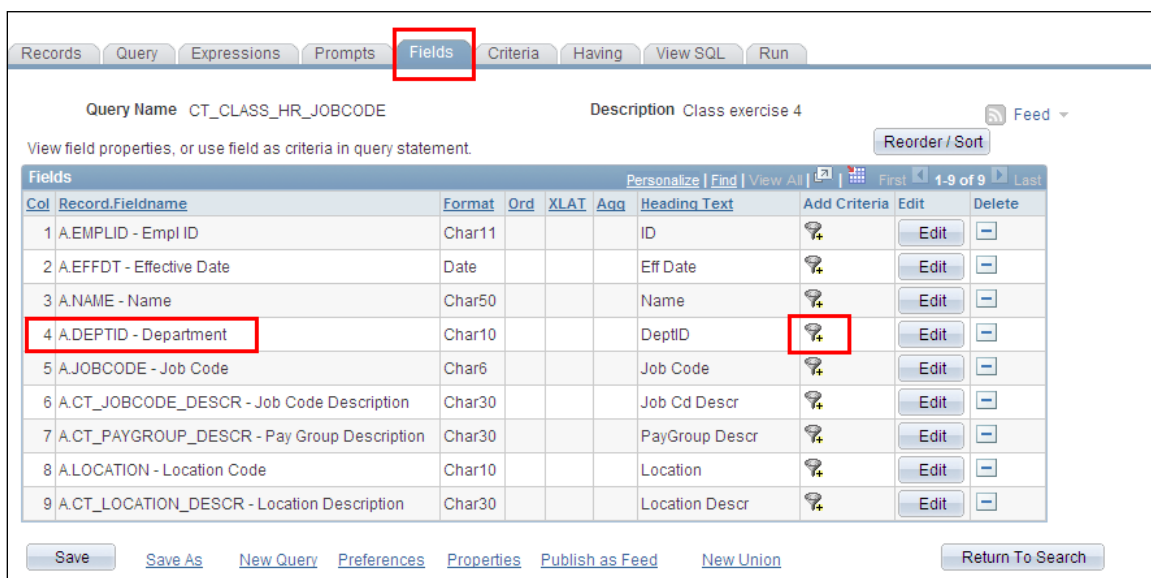 Records Query Expressions Prompts Fields Criteria Having View SQL Run
Query Name CT_CLASS_HR_JOBCODE Description Class exercise 4 Feed
View field properties, or use field as criteria in query statement. Reorder / Sort
Fields Personalize | Find | View All | | First 1-9 of 9 Last
Col Record.Fieldname Format Ord XLAT Agg Heading Text Add Criteria Edit Delete
1 A.EMPLID - Empl ID Char11 ID Edit
2 A.EFFDT - Effective Date Date Eff Date Edit
3 A.NAME - Name Char50 Name Edit
4 A.DEPTID - Department Char10 DeptID Edit
5 A.JOBCODE - Job Code Char6 Job Code Edit
6 A.CT_JOBCODE_DESCR - Job Code Description Char30 Job Cd Descr Edit
7 A.CT_PAYGROUP_DESCR - Pay Group Description Char30 PayGroup Descr Edit
8 A.LOCATION - Location Code Char10 Location Edit
9 A.CT_LOCATION_DESCR - Location Description Char30 Location Descr Edit
Save Save As New Query Preferences Properties Publish as Feed New Union Return To Search